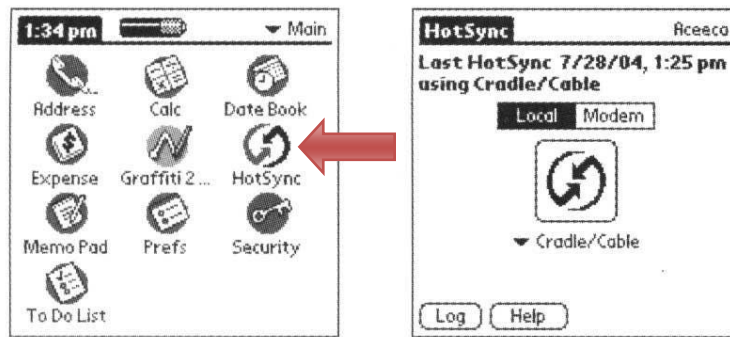 1:34 pm Main
Address Calc Date Book
Expense Graffiti 2 ... HotSync
Memo Pad Prefs Security
To Do List
HotSync Aceeca
Last HotSync 7/28/04, 1:25 pm
using Cradle/Cable
Local Modem
Cradle/Cable
Log Help